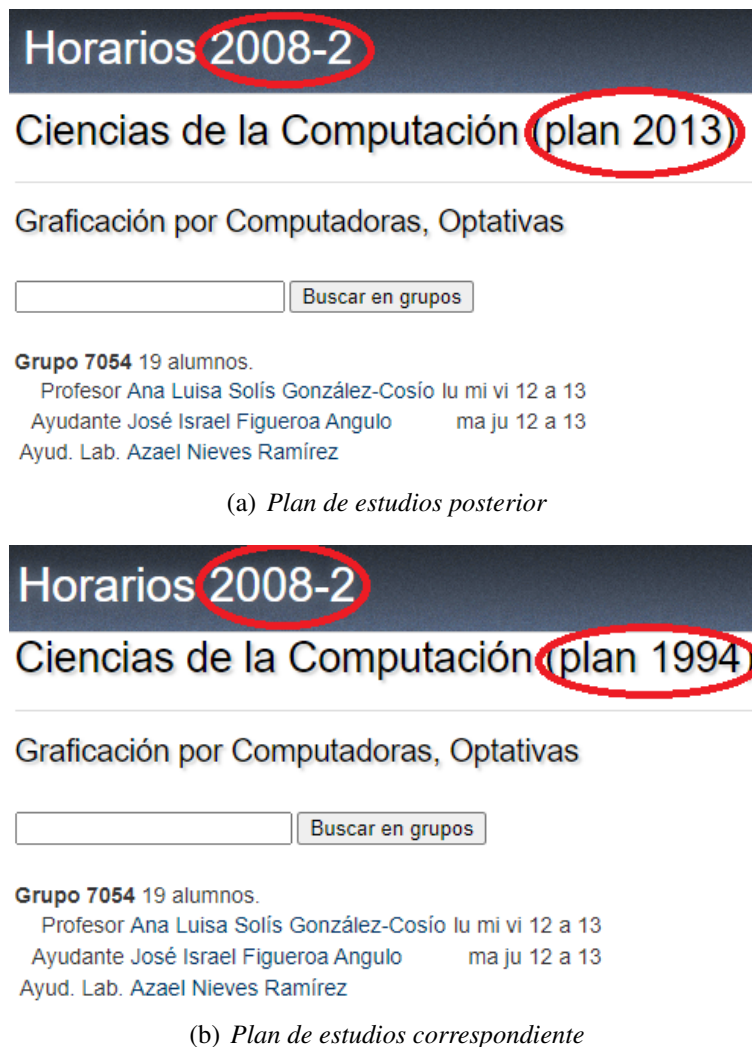 Horarios 2008-2
Ciencias de la Computación (plan 2013)
Graficación por Computadoras, Optativas
Buscar en grupos
Grupo 7054 19 alumnos.
Profesor Ana Luisa Solís González-Cosío lu mi vi 12 a 13
Ayudante José Israel Figueroa Angulo ma ju 12 a 13
Ayud. Lab. Azael Nieves Ramírez
(a) Plan de estudios posterior
Horarios 2008-2
Ciencias de la Computación (plan 1994)
Graficación por Computadoras, Optativas
Buscar en grupos
Grupo 7054 19 alumnos.
Profesor Ana Luisa Solís González-Cosío lu mi vi 12 a 13
Ayudante José Israel Figueroa Angulo ma ju 12 a 13
Ayud. Lab. Azael Nieves Ramírez
(b) Plan de estudios correspondiente